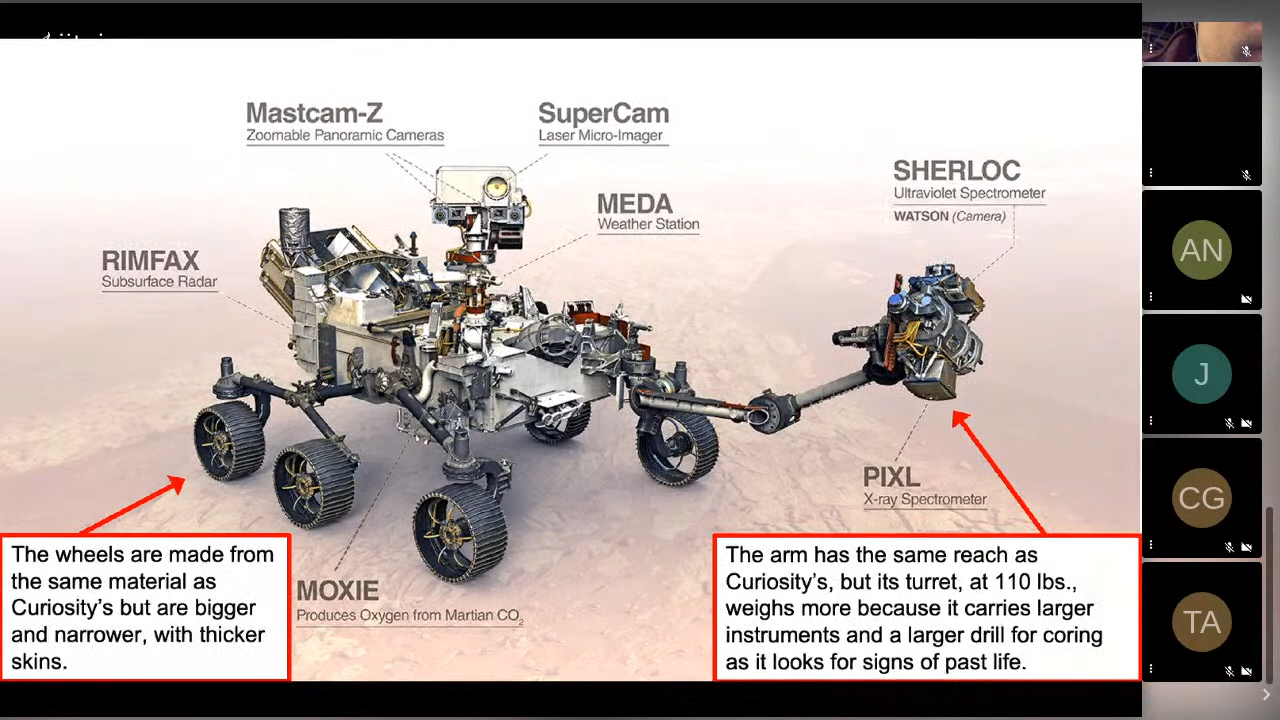 Mastcam-Z
Zoomable Panoramic Cameras
SuperCam
Laser Micro-Imager
SHERLOC
Ultraviolet Spectrometer
WATSON (Camera)
MEDA
Weather Station
RIMFAX
Subsurface Radar
PIXL
X-ray Spectrometer
MOXIE
Produces Oxygen from Martian CO2
The wheels are made from
the same material as
Curiosity's but are bigger
and narrower, with thicker
skins.
The arm has the same reach as
Curiosity's, but its turret, at 110 lbs.,
weighs more because it carries larger
instruments and a larger drill for coring
as it looks for signs of past life.
AN
J
CG
TA